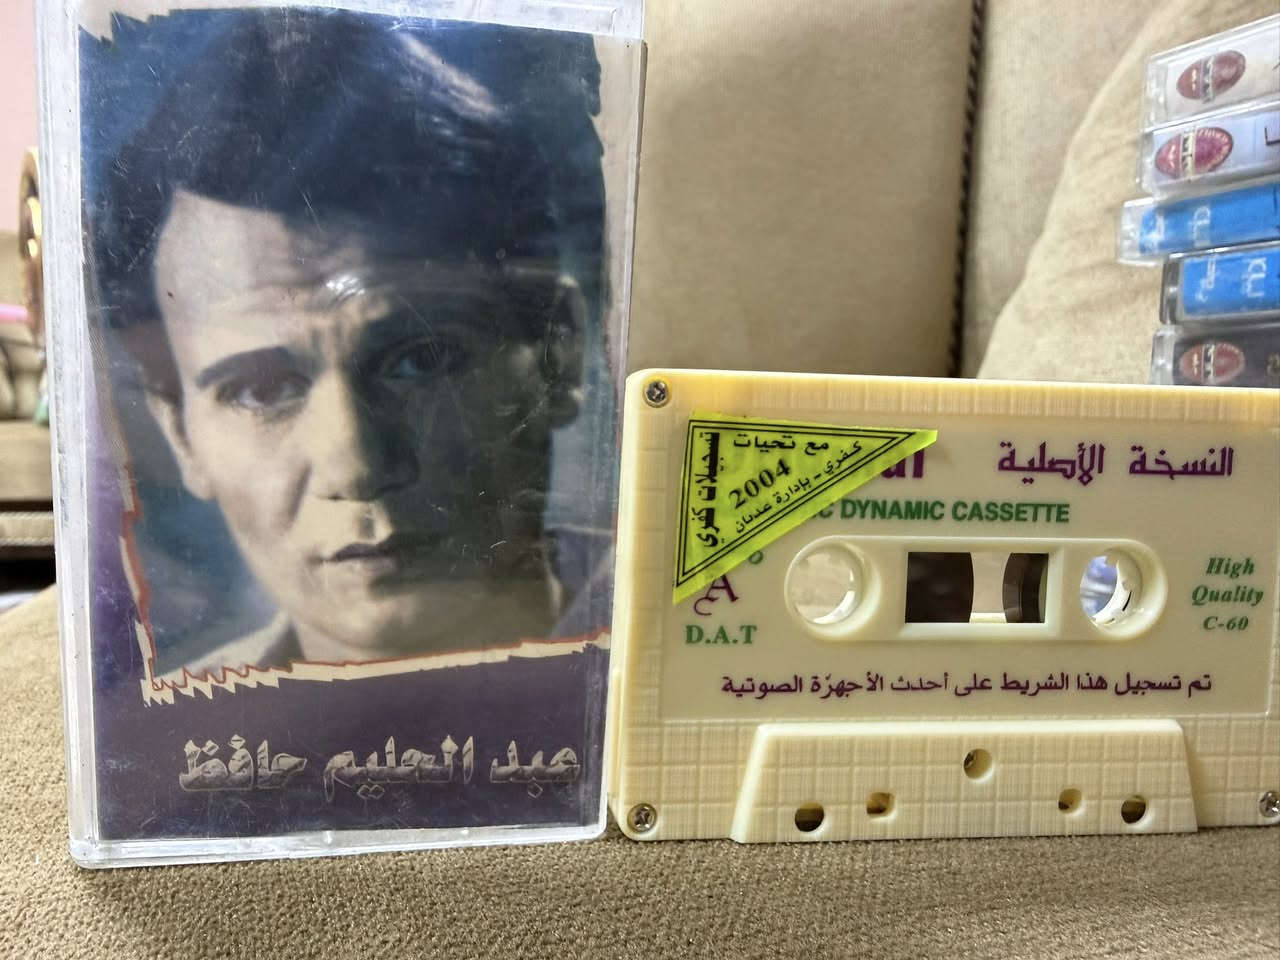 عبد الحليم حافظ
مع تحيات
تسجيلات كفري
2004
كفري - بإدارة عدنان
النسخة الأصلية
DYNAMIC CASSETTE
A
D.A.T
High
Quality
C-60
تم تسجيل هذا الشريط على أحدث الأجهزة الصوتية